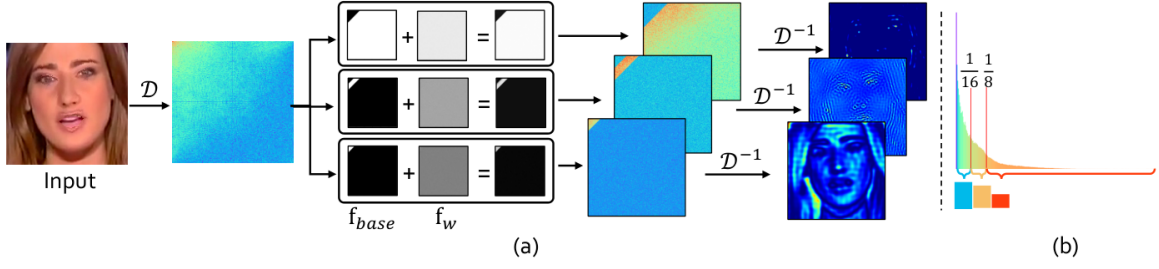 Input
𝒟
+
=
+
=
+
=
f_base
f_w
𝒟⁻¹
𝒟⁻¹
𝒟⁻¹
(a)
1/16
1/8
(b)